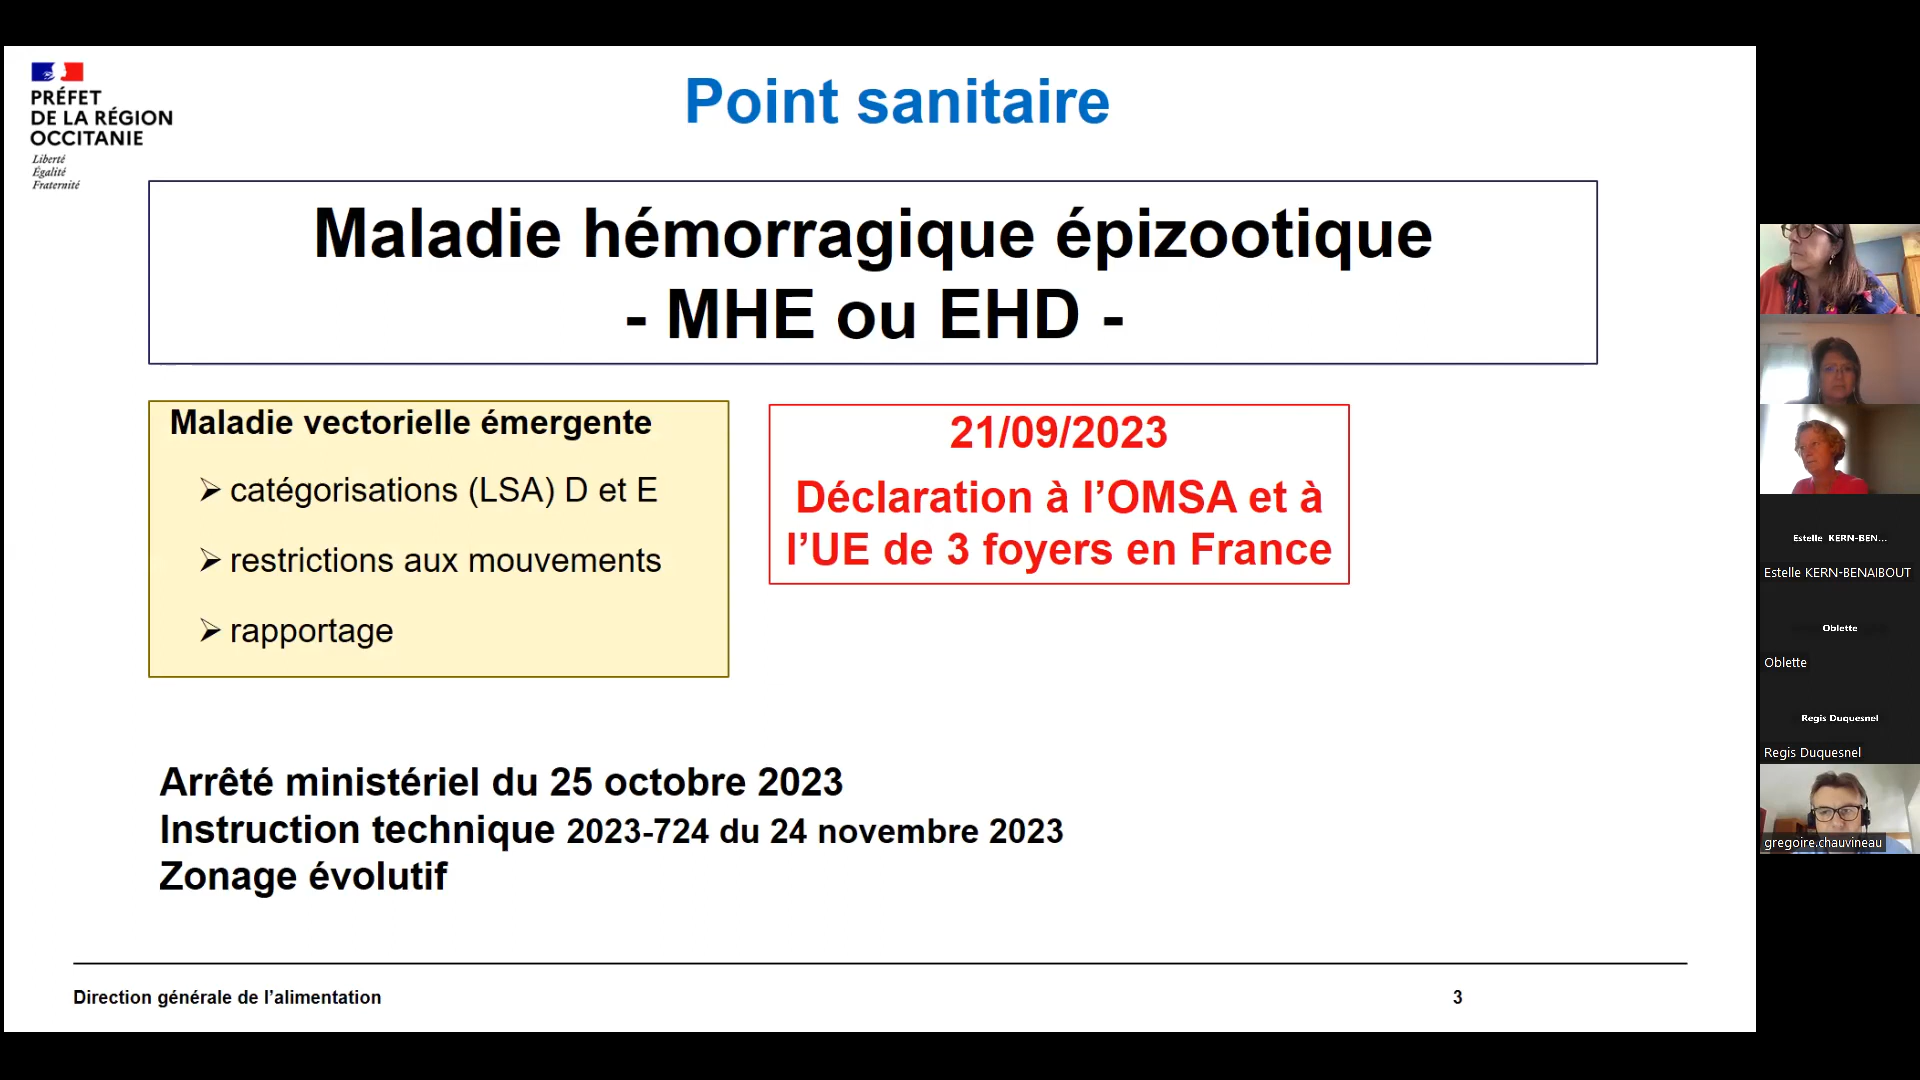 PRÉFET
DE LA RÉGION
OCCITANIE
Liberté
Égalité
Fraternité
Point sanitaire
Maladie hémorragique épizootique
- MHE ou EHD -
Maladie vectorielle émergente
➢ catégorisations (LSA) D et E
➢ restrictions aux mouvements
➢ rapportage
21/09/2023
Déclaration à l’OMSA et à
l’UE de 3 foyers en France
Arrêté ministériel du 25 octobre 2023
Instruction technique 2023-724 du 24 novembre 2023
Zonage évolutif
Direction générale de l’alimentation
3
Estelle KERN-BEN...
Estelle KERN-BENAIBOUT
Oblette
Oblette
Regis Duquesnel
Regis Duquesnel
gregoire.chauvineau